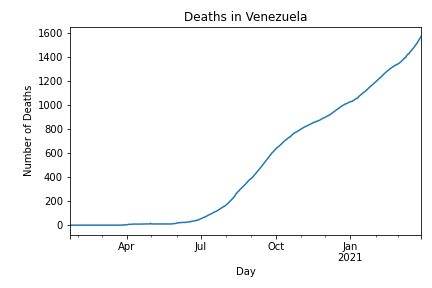 Deaths in Venezuela
Number of Deaths
1600
1400
1200
1000
800
600
400
200
0
Apr
Jul
Oct
Jan
2021
Day